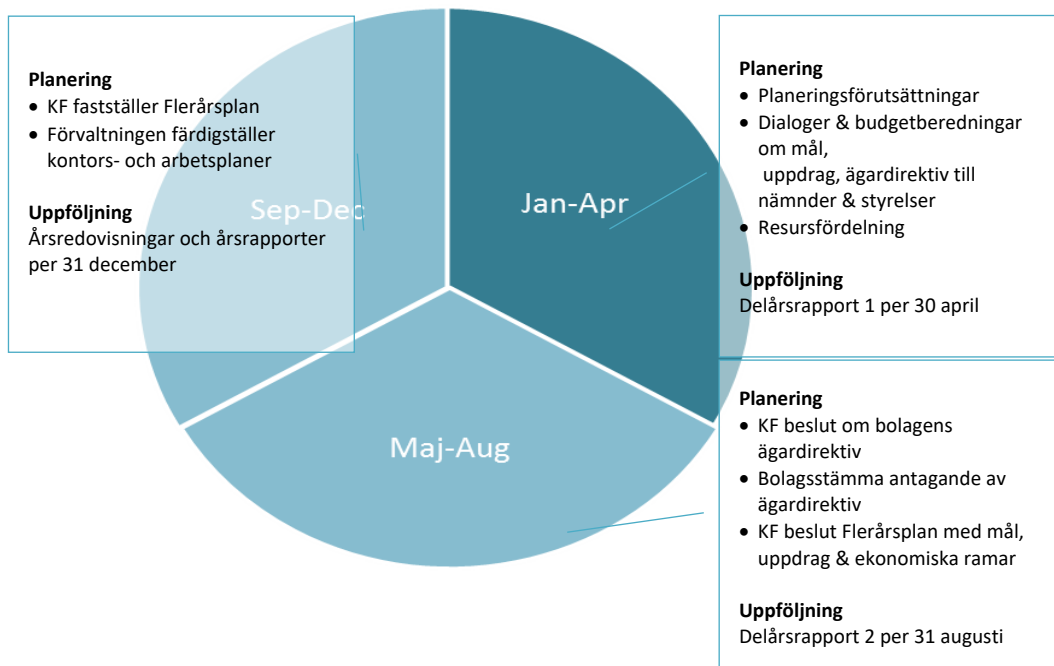 Planering
• KF fastställer Flerårsplan
• Förvaltningen färdigställer
kontors- och arbetsplaner
Uppföljning
Årsredovisningar och årsrapporter
per 31 december
Sep-Dec
Jan-Apr
Maj-Aug
Planering
• Planeringsförutsättningar
• Dialoger & budgetberedningar
om mål,
uppdrag, ägardirektiv till
nämnder & styrelser
• Resursfördelning
Uppföljning
Delårsrapport 1 per 30 april
Planering
• KF beslut om bolagens
ägardirektiv
• Bolagsstämma antagande av
ägardirektiv
• KF beslut Flerårsplan med mål,
uppdrag & ekonomiska ramar
Uppföljning
Delårsrapport 2 per 31 augusti